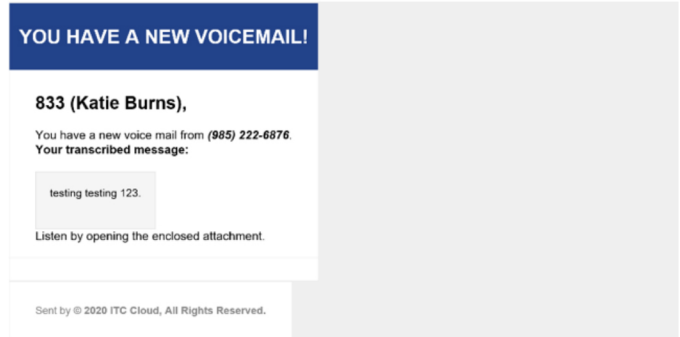 YOU HAVE A NEW VOICEMAIL!
833 (Katie Burns),
You have a new voice mail from (985) 222-6876.
Your transcribed message:
testing testing 123.
Listen by opening the enclosed attachment.
Sent by © 2020 ITC Cloud, All Rights Reserved.